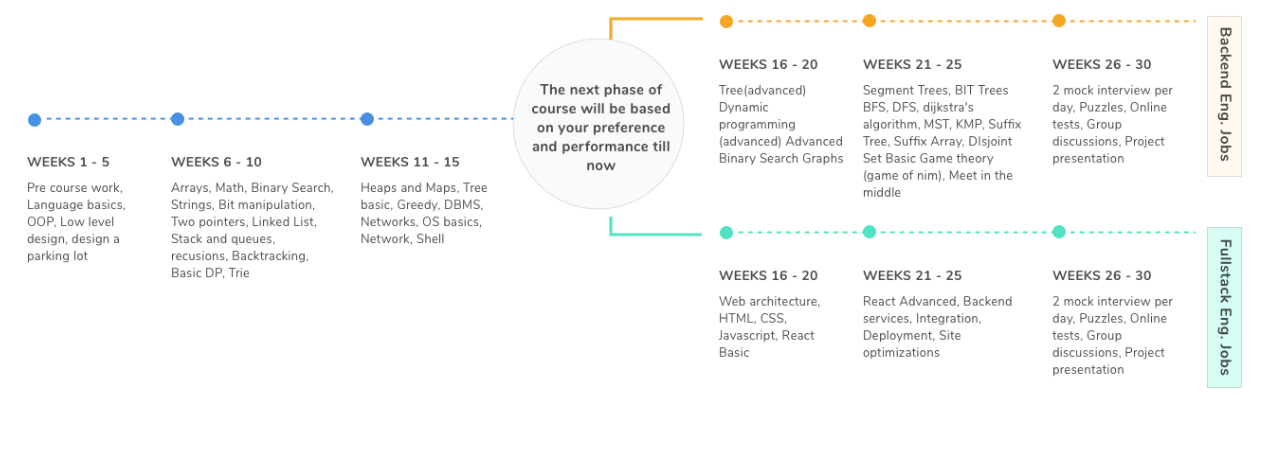 WEEKS 1 - 5
Pre course work,
Language basics,
OOP, Low level
design, design a
parking lot
WEEKS 6 - 10
Arrays, Math, Binary Search,
Strings, Bit manipulation,
Two pointers, Linked List,
Stack and queues,
recusions, Backtracking,
Basic DP, Trie
WEEKS 11 - 15
Heaps and Maps, Tree
basic, Greedy, DBMS,
Networks, OS basics,
Network, Shell
The next phase of
course will be based
on your preference
and performance till
now
WEEKS 16 - 20
Tree(advanced)
Dynamic
programming
(advanced) Advanced
Binary Search Graphs
WEEKS 21 - 25
Segment Trees, BIT Trees
BFS, DFS, dijkstra's
algorithm, MST, KMP, Suffix
Tree, Suffix Array, DIsjoint
Set Basic Game theory
(game of nim), Meet in the
middle
WEEKS 26 - 30
2 mock interview per
day, Puzzles, Online
tests, Group
discussions, Project
presentation
Backend Eng. Jobs
WEEKS 16 - 20
Web architecture,
HTML, CSS,
Javascript, React
Basic
WEEKS 21 - 25
React Advanced, Backend
services, Integration,
Deployment, Site
optimizations
WEEKS 26 - 30
2 mock interview per
day, Puzzles, Online
tests, Group
discussions, Project
presentation
Fullstack Eng. Jobs